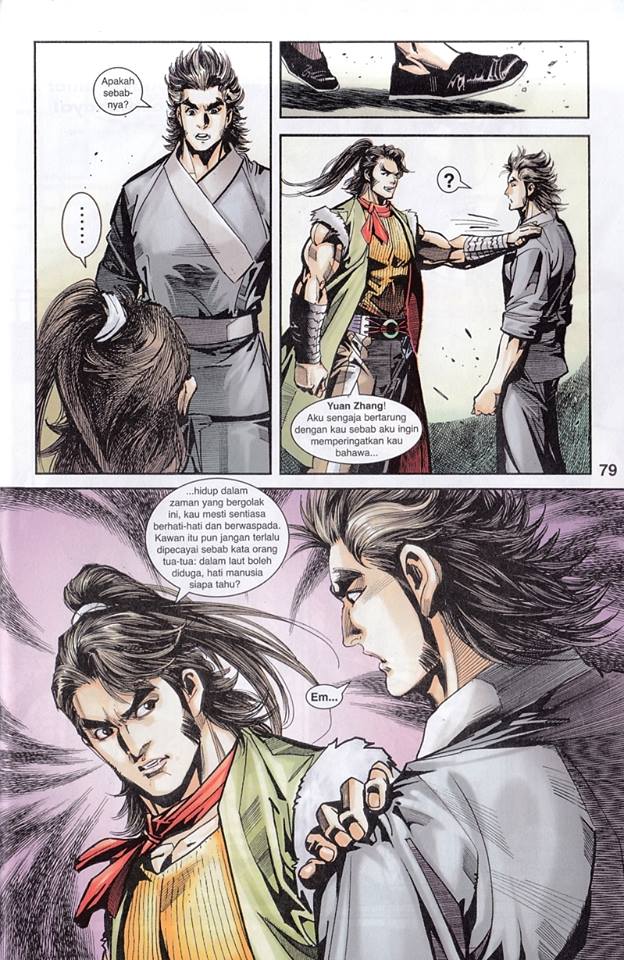 Apakah
sebab-
nya?
......
?
Yuan Zhang!
Aku sengaja bertarung
dengan kau sebab aku ingin
memperingatkan kau
bahawa...
79
...hidup dalam
zaman yang bergolak
ini, kau mesti sentiasa
berhati-hati dan berwaspada.
Kawan itu pun jangan terlalu
dipecayai sebab kata orang
tua-tua: dalam laut boleh
diduga, hati manusia
siapa tahu?
Em...